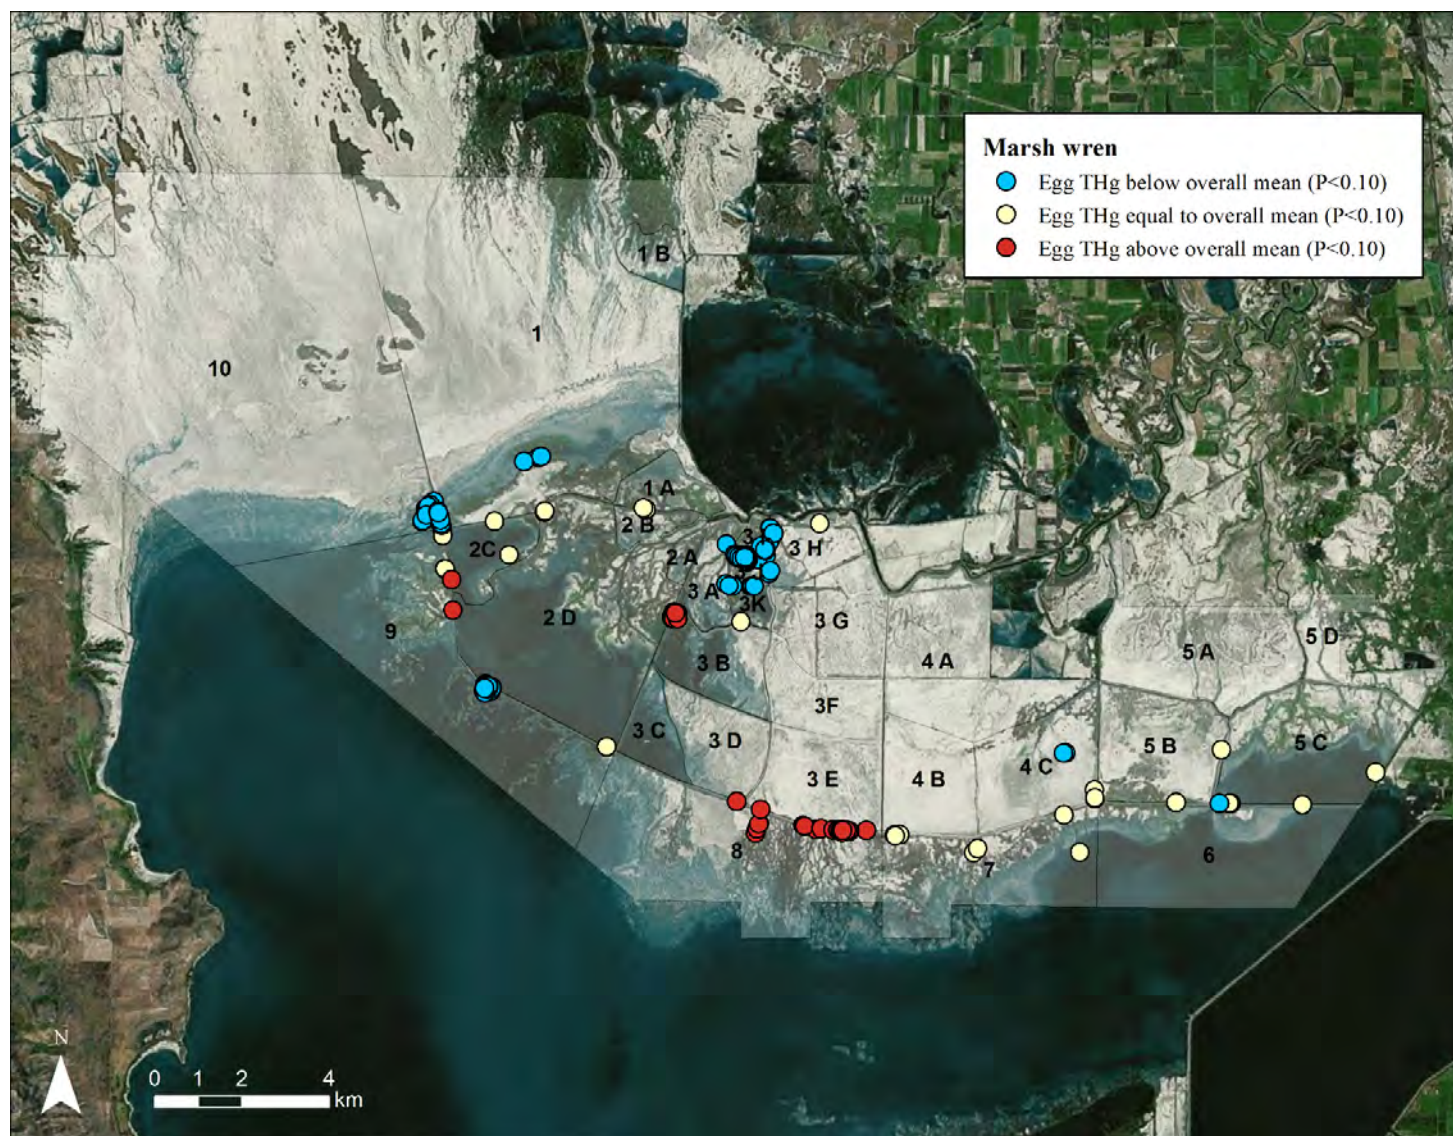 Marsh wren
Egg THg below overall mean (P<0.10)
Egg THg equal to overall mean (P<0.10)
Egg THg above overall mean (P<0.10)
1 B
1
10
1 A
2 B
2C
2 A
3 H
3 A
3K
9
2 D
3 G
5 D
5 A
3 B
4 A
3F
3 C
3 D
5 B
5 C
4 C
3 E
4 B
8
6
7
N
0 1 2 4
km